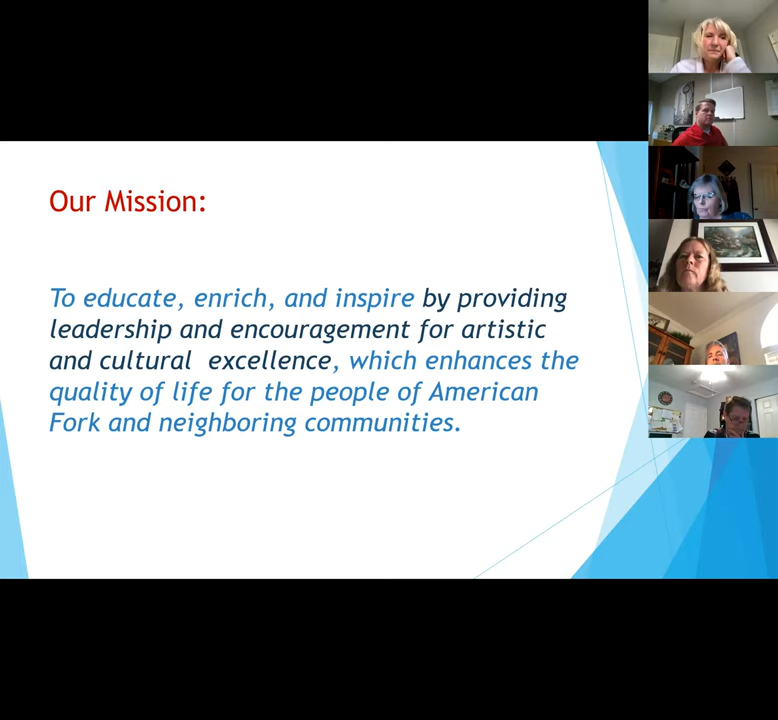 Our Mission:
To educate, enrich, and inspire by providing
leadership and encouragement for artistic
and cultural  excellence, which enhances the
quality of life for the people of American
Fork and neighboring communities.